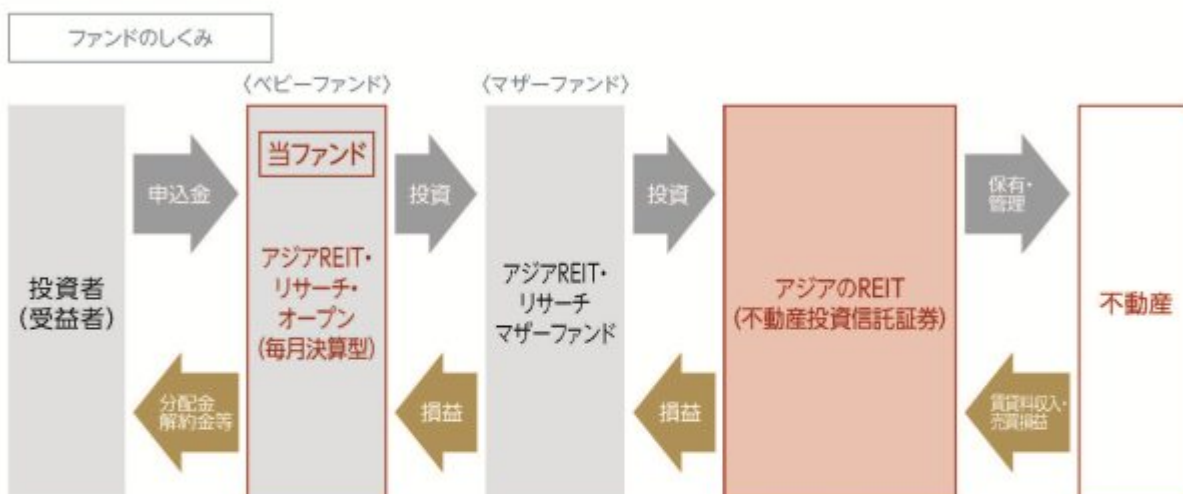 ファンドのしくみ
〈ベビーファンド〉
〈マザーファンド〉
投資者
(受益者)
申込金
分配金
解約金等
当ファンド
アジアREIT・
リサーチ・
オープン
(毎月決算型)
投資
損益
アジアREIT・
リサーチ
マザーファンド
投資
損益
アジアのREIT
(不動産投資信託証券)
保有・
管理
賃貸料収入・
売買損益
不動産